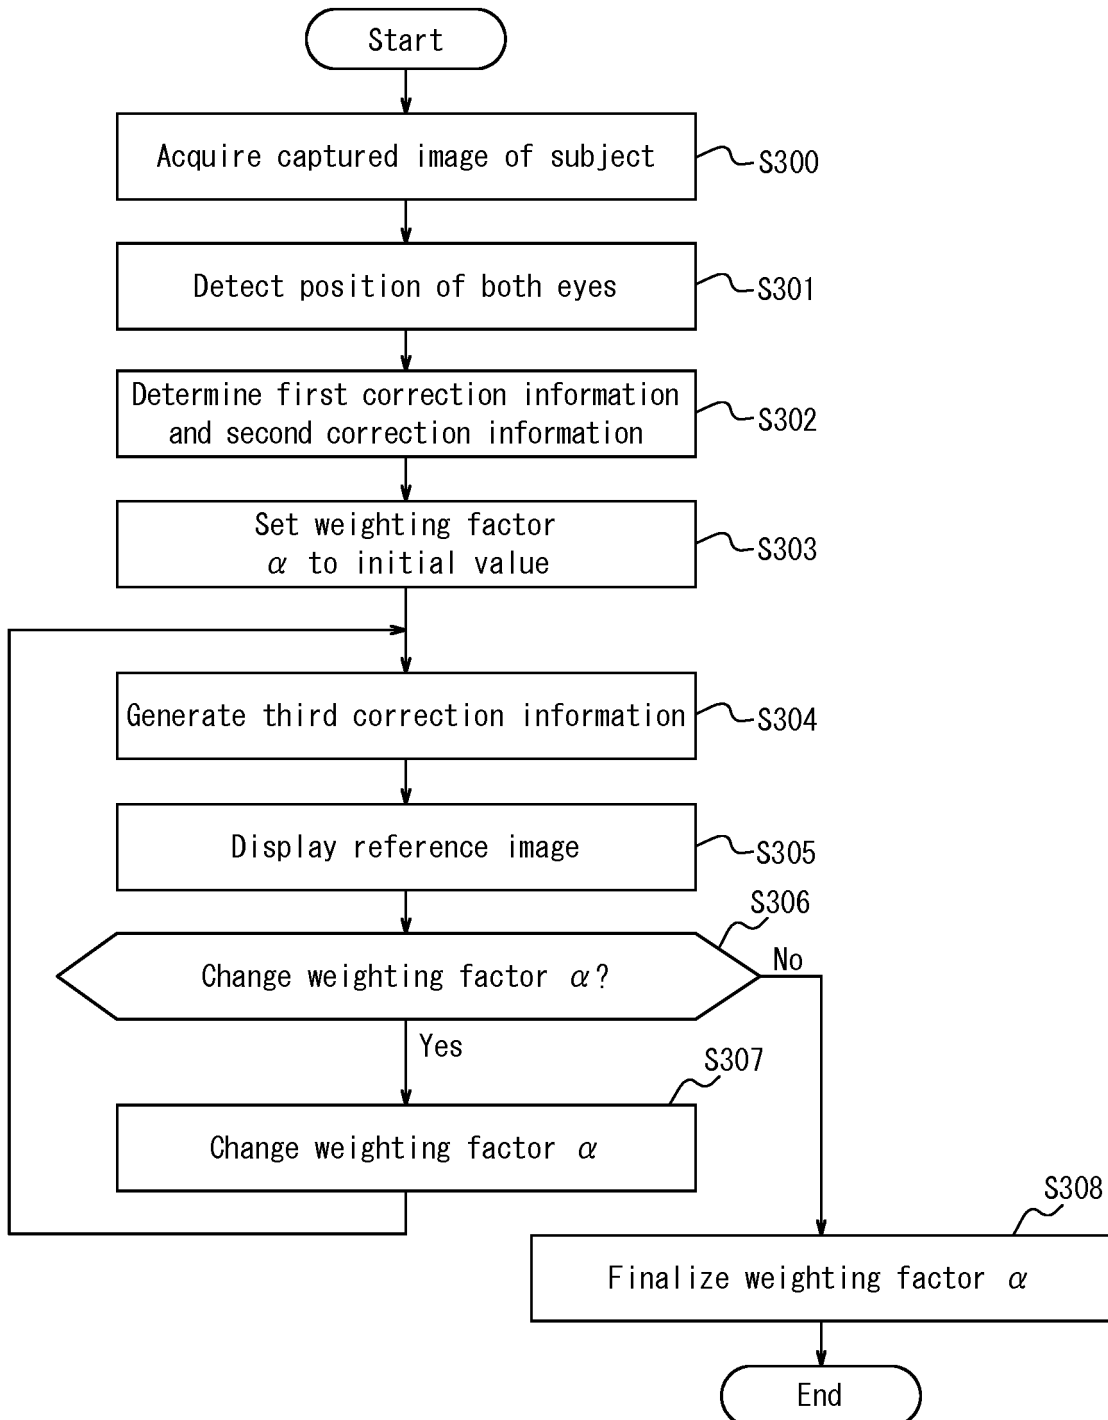 Start
Acquire captured image of subject
S300
Detect position of both eyes
S301
Determine first correction information
and second correction information
S302
Set weighting factor
α to initial value
S303
Generate third correction information
S304
Display reference image
S305
S306
Change weighting factor α?
No
Yes
S307
Change weighting factor α
S308
Finalize weighting factor α
End